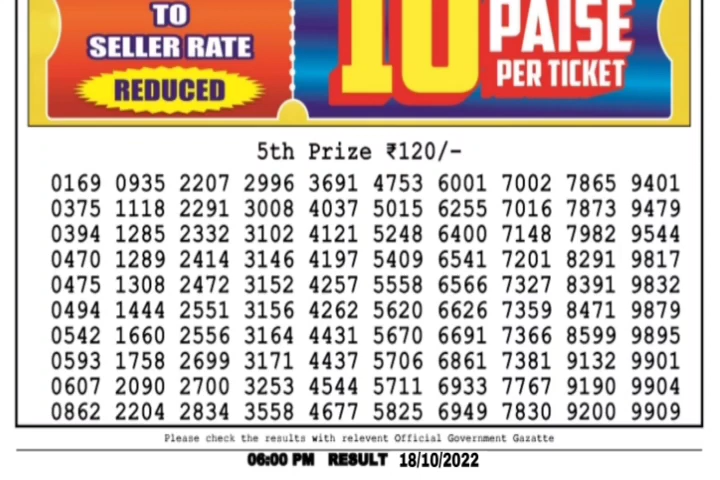 TO
SELLER RATE
REDUCED
10
PAISE
PER TICKET
5th Prize ₹120/-
0169 0935 2207 2996 3691 4753 6001 7002 7865 9401
0375 1118 2291 3008 4037 5015 6255 7016 7873 9479
0394 1285 2332 3102 4121 5248 6400 7148 7982 9544
0470 1289 2414 3146 4197 5409 6541 7201 8291 9817
0475 1308 2472 3152 4257 5558 6566 7327 8391 9832
0494 1444 2551 3156 4262 5620 6626 7359 8471 9879
0542 1660 2556 3164 4431 5670 6691 7366 8599 9895
0593 1758 2699 3171 4437 5706 6861 7381 9132 9901
0607 2090 2700 3253 4544 5711 6933 7767 9190 9904
0862 2204 2834 3558 4677 5825 6949 7830 9200 9909
Please check the results with relevent Official Government Gazatte
06:00 PM RESULT 18/10/2022